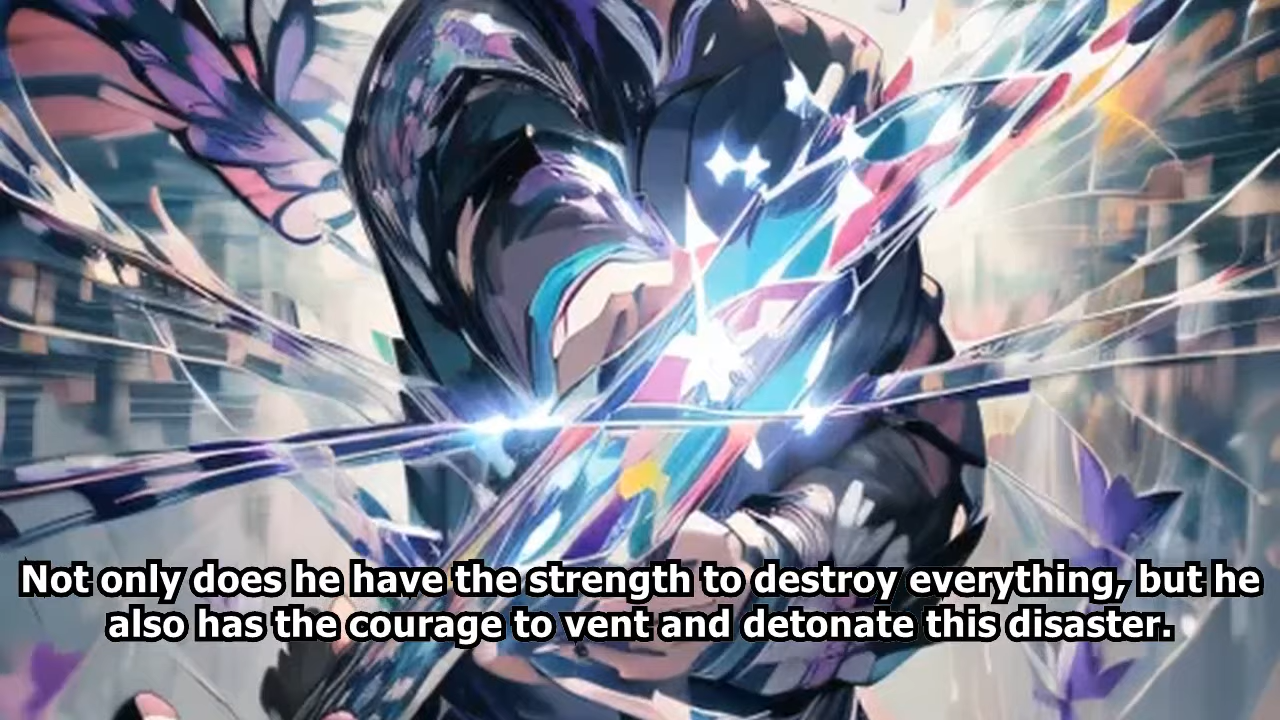 Not only does he have the strength to destroy everything, but he
also has the courage to vent and detonate this disaster.